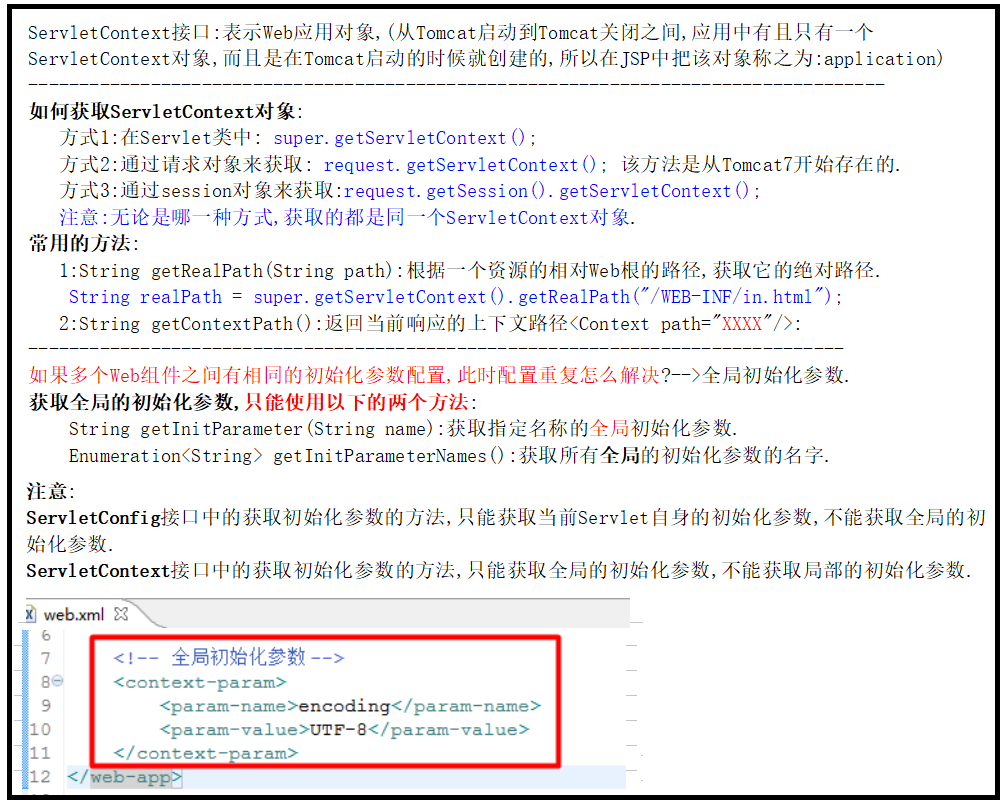 ServletContext接口:表示Web应用对象,(从Tomcat启动到Tomcat关闭之间,应用中有且只有一个
ServletContext对象,而且是在Tomcat启动的时候就创建的,所以在JSP中把该对象称之为:application)
------------------------------------------------------------------------------------
如何获取ServletContext对象:
方式1:在Servlet类中: super.getServletContext();
方式2:通过请求对象来获取: request.getServletContext(); 该方法是从Tomcat7开始存在的.
方式3:通过session对象来获取:request.getSession().getServletContext();
注意:无论是哪一种方式,获取的都是同一个ServletContext对象.
常用的方法:
1:String getRealPath(String path):根据一个资源的相对Web根的路径,获取它的绝对路径.
String realPath = super.getServletContext().getRealPath("/WEB-INF/in.html");
2:String getContextPath():返回当前响应的上下文路径<Context path="XXXX"/>:
--------------------------------------------------------------------------------
如果多个Web组件之间有相同的初始化参数配置,此时配置重复怎么解决?-->全局初始化参数.
获取全局的初始化参数,只能使用以下的两个方法:
String getInitParameter(String name):获取指定名称的全局初始化参数.
Enumeration<String> getInitParameterNames():获取所有全局的初始化参数的名字.
注意:
ServletConfig接口中的获取初始化参数的方法,只能获取当前Servlet自身的初始化参数,不能获取全局的初
始化参数.
ServletContext接口中的获取初始化参数的方法,只能获取全局的初始化参数,不能获取局部的初始化参数.
X web.xml
6
7 <!-- 全局初始化参数 -->
8 <context-param>
9 <param-name>encoding</param-name>
10 <param-value>UTF-8</param-value>
11 </context-param>
12 </web-app>